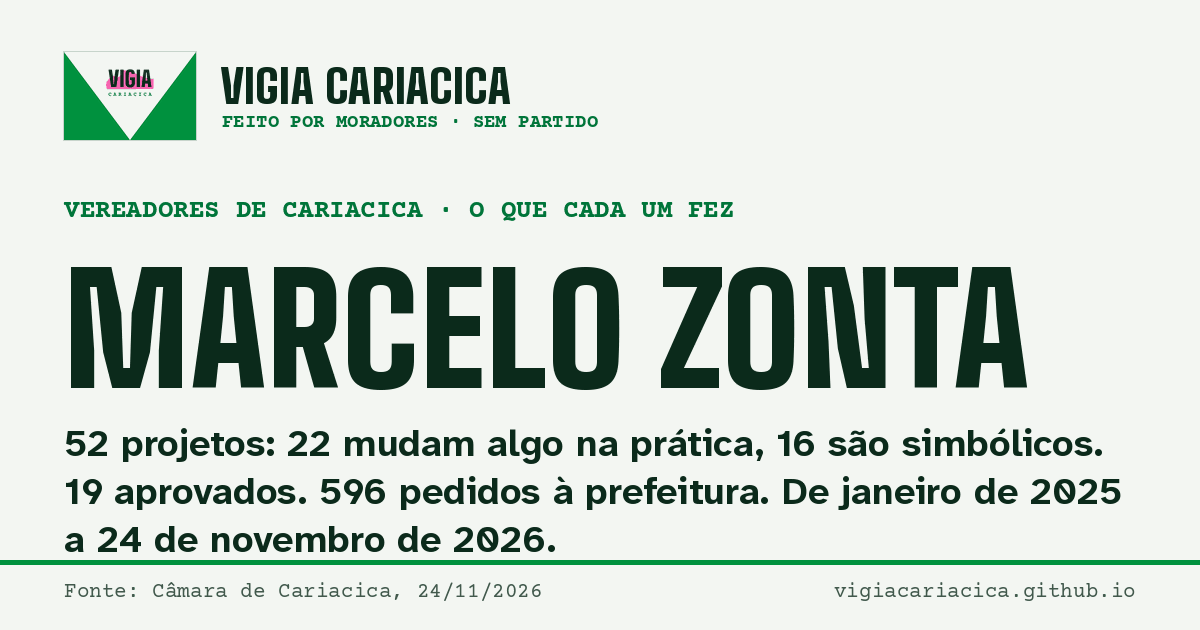 VIGIA
CARIACICA
VIGIA CARIACICA
FEITO POR MORADORES · SEM PARTIDO
VEREADORES DE CARIACICA · O QUE CADA UM FEZ
MARCELO ZONTA
52 projetos: 22 mudam algo na prática, 16 são simbólicos.
19 aprovados. 596 pedidos à prefeitura. De janeiro de 2025
a 24 de novembro de 2026.
Fonte: Câmara de Cariacica, 24/11/2026
vigiacariacica.github.io